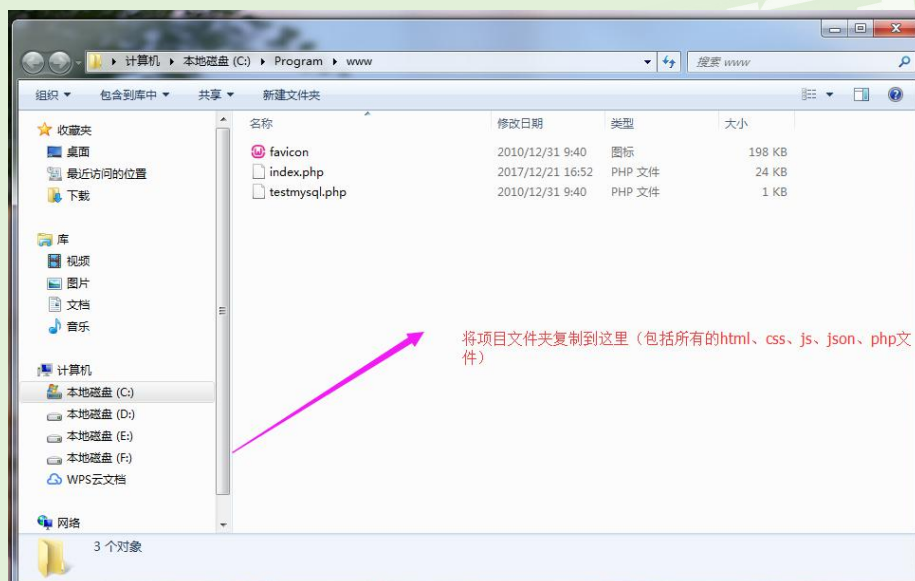 计算机 本地磁盘 (C:) Program www
搜索 www
组织 包含到库中 共享 新建文件夹
收藏夹
桌面
最近访问的位置
下载
库
视频
图片
文档
音乐
计算机
本地磁盘 (C:)
本地磁盘 (D:)
本地磁盘 (E:)
本地磁盘 (F:)
WPS云文档
网络
名称 修改日期 类型 大小
favicon 2010/12/31 9:40 图标 198 KB
index.php 2017/12/21 16:52 PHP 文件 24 KB
testmysql.php 2010/12/31 9:40 PHP 文件 1 KB
将项目文件夹复制到这里（包括所有的html、css、js、json、php文
件）
3 个对象